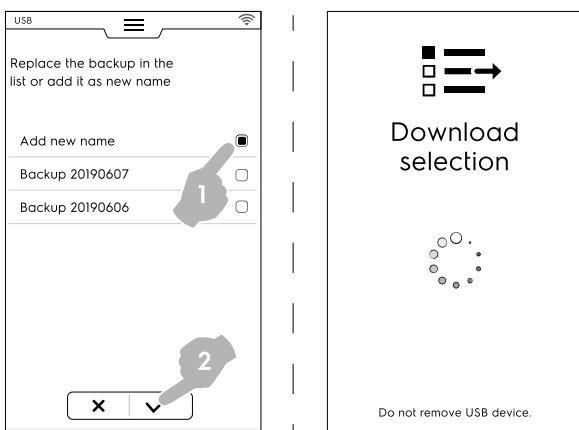 USB
Replace the backup in the
list or add it as new name
Add new name
Backup 20190607
Backup 20190606
1
2
Download
selection
Do not remove USB device.